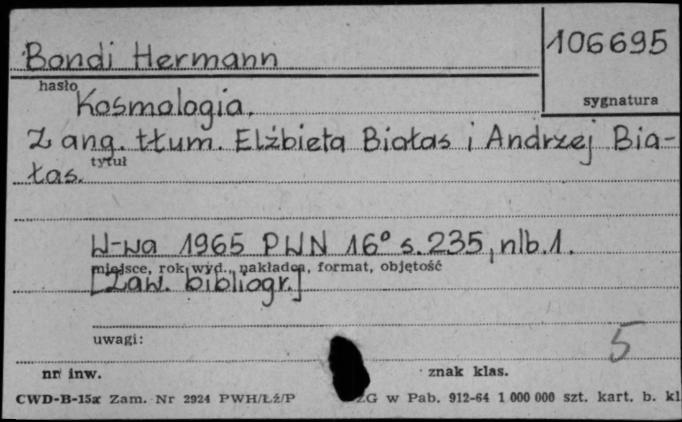 Bondi Hermann
106695
hasło
sygnatura
Kosmologia.
Z ang. tłum. Elżbieta Białas i Andrzej Bia-
tytuł
łas.
W-wa 1965 PWN 16° s. 235, nlb. 1.
miejsce, rok wyd., nakładca, format, objętość
[Zaw. bibliogr.]
uwagi:
5
nr inw.
znak klas.
CWD-B-15a Zam. Nr 2924 PWH/Łź/P
ZG w Pab. 912-64 1 000 000 szt. kart. b. kl